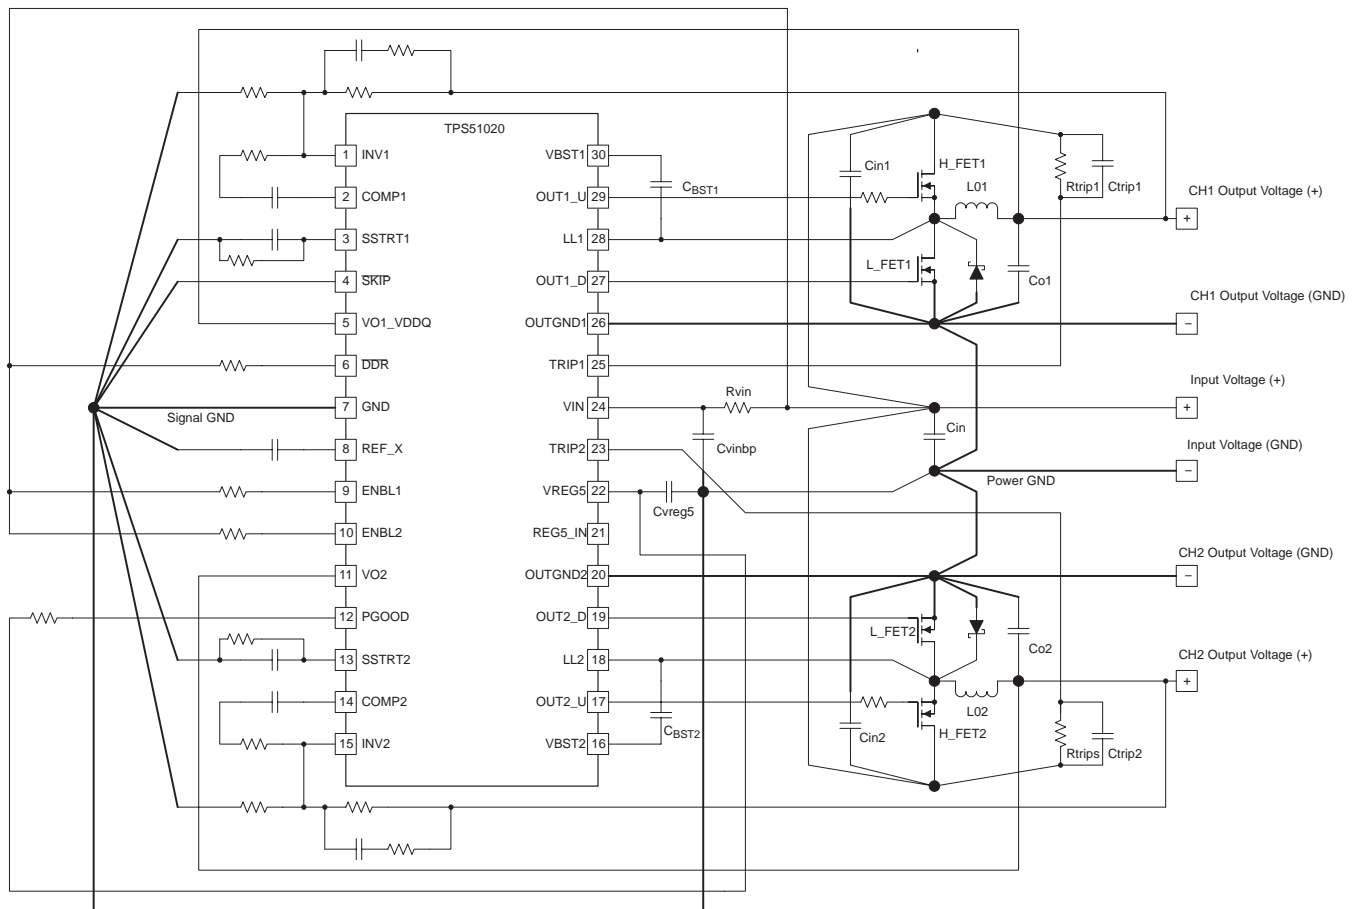 TPS51020
1 INV1
2 COMP1
3 SSTRT1
4 SKIP
5 VO1_VDDQ
6 DDR
7 GND
8 REF_X
9 ENBL1
10 ENBL2
11 VO2
12 PGOOD
13 SSTRT2
14 COMP2
15 INV2
VBST1 30
OUT1_U 29
LL1 28
OUT1_D 27
OUTGND1 26
TRIP1 25
VIN 24
TRIP2 23
VREG5 22
REG5_IN 21
OUTGND2 20
OUT2_D 19
LL2 18
OUT2_U 17
VBST2 16
Signal GND
CBST1
Cin1
H_FET1
L01
Rtrip1
Ctrip1
L_FET1
Co1
Rvin
Cvinbp
Cin
Cvreg5
Power GND
L_FET2
Co2
CBST2
Cin2
L02
H_FET2
Rtrips
Ctrip2
CH1 Output Voltage (+)
+
CH1 Output Voltage (GND)
−
Input Voltage (+)
+
Input Voltage (GND)
−
CH2 Output Voltage (GND)
−
CH2 Output Voltage (+)
+